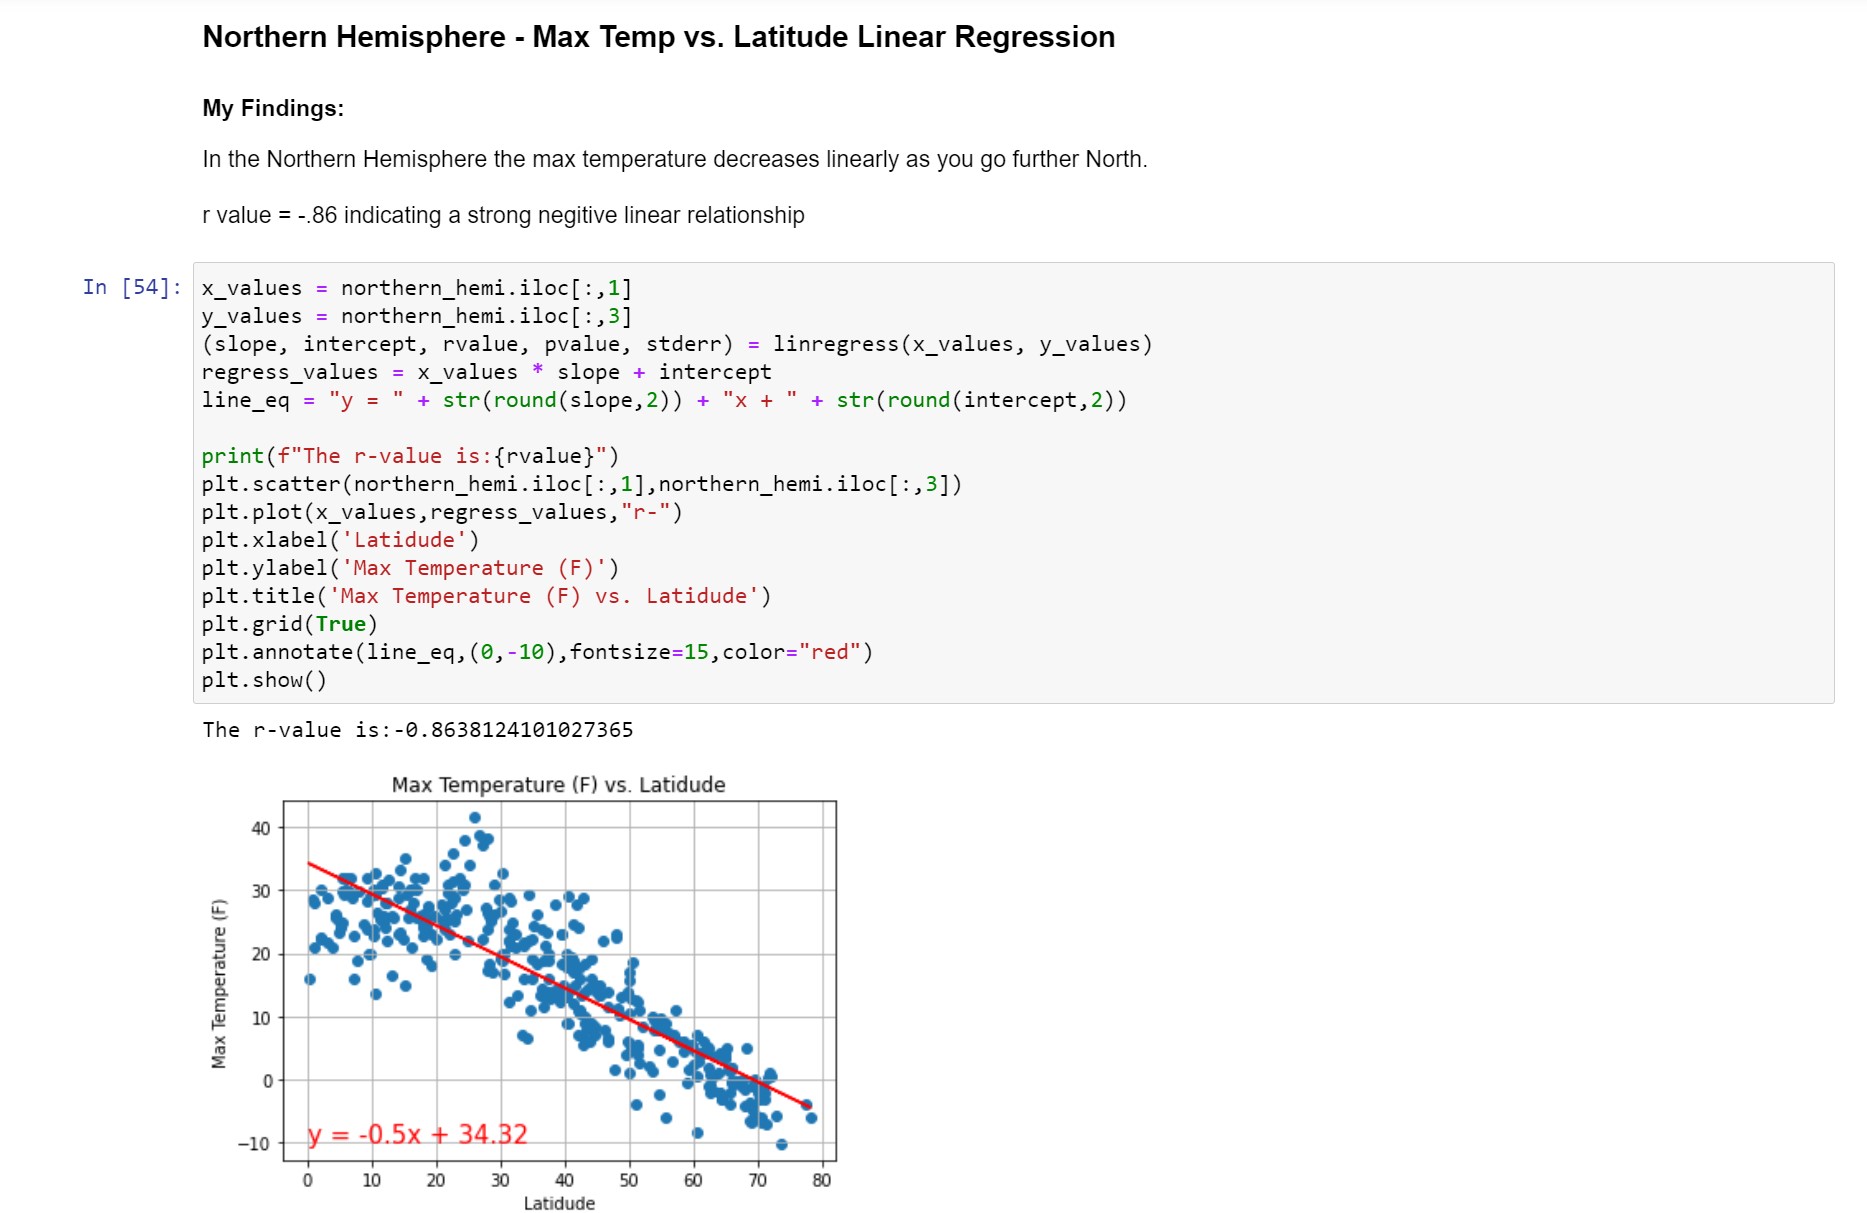 Northern Hemisphere - Max Temp vs. Latitude Linear Regression
My Findings:
In the Northern Hemisphere the max temperature decreases linearly as you go further North.
r value = -.86 indicating a strong negitive linear relationship
In [54]:
x_values = northern_hemi.iloc[:,1]
y_values = northern_hemi.iloc[:,3]
(slope, intercept, rvalue, pvalue, stderr) = linregress(x_values, y_values)
regress_values = x_values * slope + intercept
line_eq = "y = " + str(round(slope,2)) + "x + " + str(round(intercept,2))
print(f"The r-value is:{rvalue}")
plt.scatter(northern_hemi.iloc[:,1],northern_hemi.iloc[:,3])
plt.plot(x_values,regress_values,"r-")
plt.xlabel('Latidude')
plt.ylabel('Max Temperature (F)')
plt.title('Max Temperature (F) vs. Latidude')
plt.grid(True)
plt.annotate(line_eq,(0,-10),fontsize=15,color="red")
plt.show()
The r-value is:-0.8638124101027365
Max Temperature (F) vs. Latidude
Max Temperature (F)
40
30
20
10
0
−10
y = -0.5x + 34.32
0 10 20 30 40 50 60 70 80
Latidude